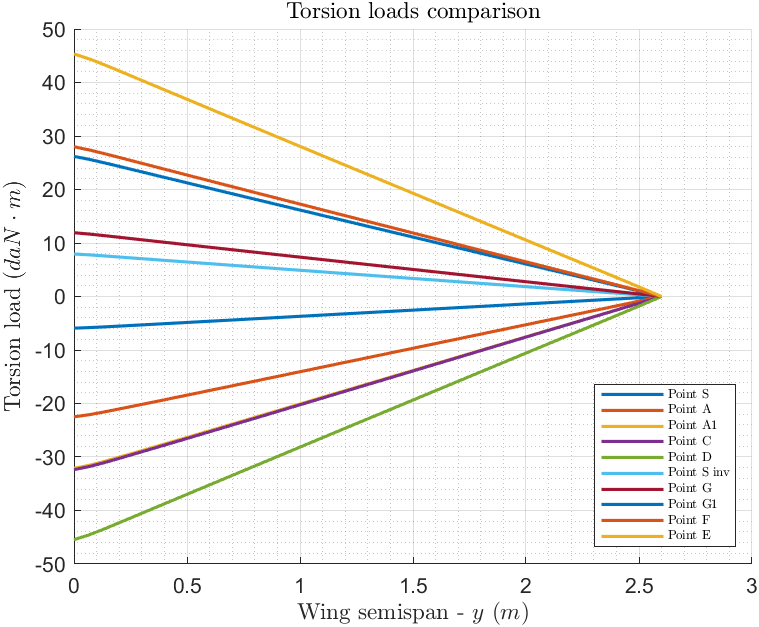 Torsion loads comparison
50
40
30
20
10
0
-10
-20
-30
-40
-50
Torsion load (daN · m)
0
0.5
1
1.5
2
2.5
3
Wing semispan - y (m)
Point S
Point A
Point A1
Point C
Point D
Point S inv
Point G
Point G1
Point F
Point E